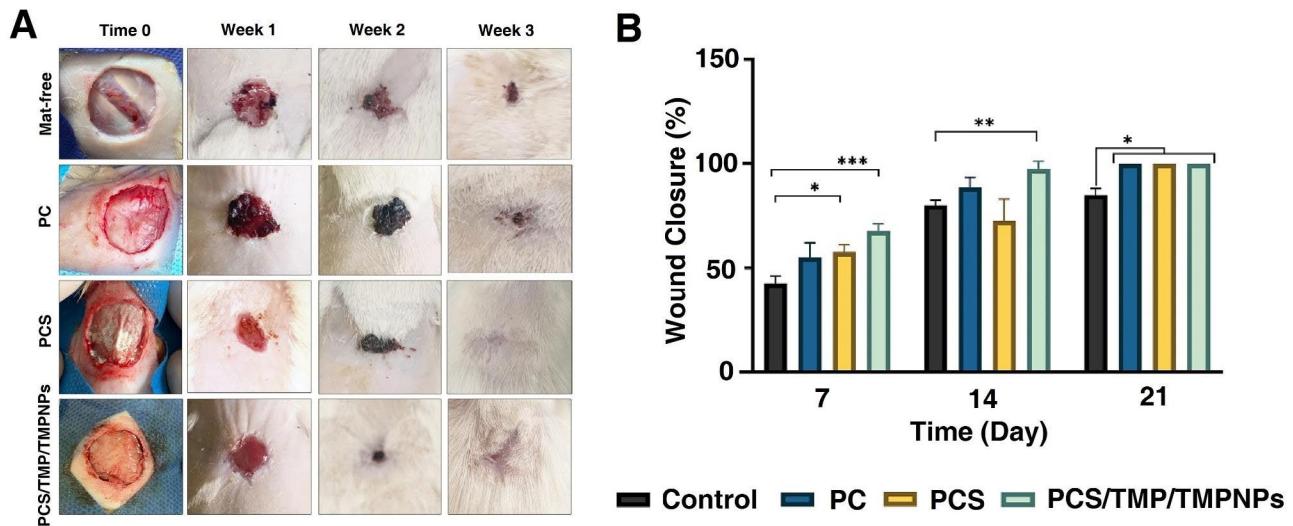 A
Time 0 Week 1 Week 2 Week 3
Mat-free
PC
PCS
PCS/TMP/TMPNPs
B
Wound Closure (%)
150
100
50
0
***
*
**
*
7 14 21
Time (Day)
Control PC PCS PCS/TMP/TMPNPs